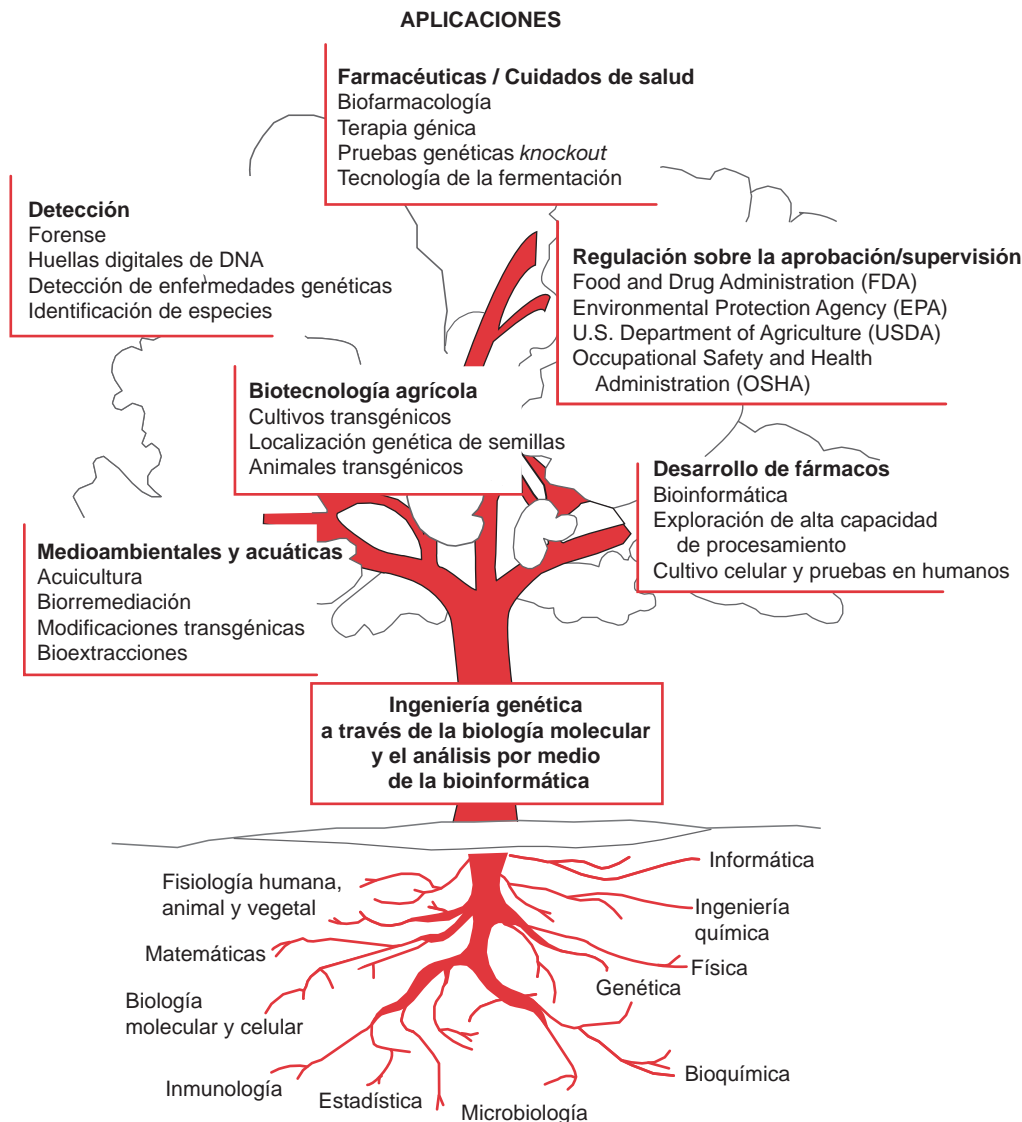 APLICACIONES
Farmacéuticas / Cuidados de salud
Biofarmacología
Terapia génica
Pruebas genéticas knockout
Tecnología de la fermentación
Detección
Forense
Huellas digitales de DNA
Detección de enfermedades genéticas
Identificación de especies
Regulación sobre la aprobación/supervisión
Food and Drug Administration (FDA)
Environmental Protection Agency (EPA)
U.S. Department of Agriculture (USDA)
Occupational Safety and Health
Administration (OSHA)
Biotecnología agrícola
Cultivos transgénicos
Localización genética de semillas
Animales transgénicos
Desarrollo de fármacos
Bioinformática
Exploración de alta capacidad
de procesamiento
Cultivo celular y pruebas en humanos
Medioambientales y acuáticas
Acuicultura
Biorremediación
Modificaciones transgénicas
Bioextracciones
Ingeniería genética
a través de la biología molecular
y el análisis por medio
de la bioinformática
Fisiología humana,
animal y vegetal
Matemáticas
Biología
molecular y celular
Inmunología
Estadística
Microbiología
Bioquímica
Genética
Física
Ingeniería
química
Informática